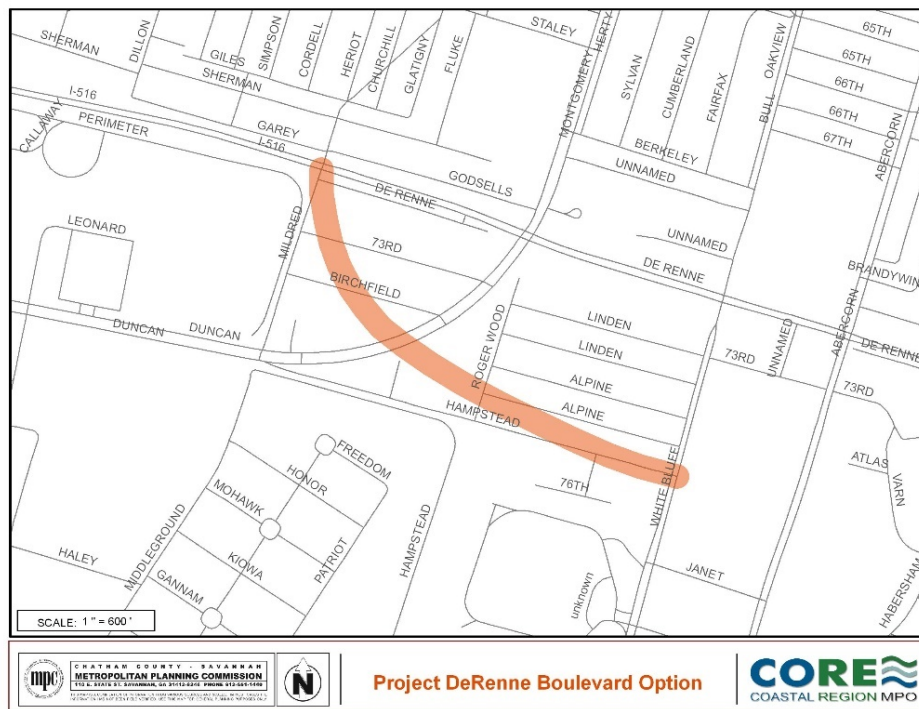 STALEY
65TH
SHERMAN
DILLON
GILES
SIMPSON
CORDELL
HERIOT
CHURCHILL
GLATIGNY
FLUKE
MONTGOMERY
HERTY
SYLVAN
CUMBERLAND
FAIRFAX
BULL
OAKVIEW
65TH
SHERMAN
66TH
I-516
66TH
CALLAWAY
PERIMETER
GAREY
67TH
ABERCORN
I-516
BERKELEY
UNNAMED
GODSELLS
DE RENNE
LEONARD
MILDRED
73RD
UNNAMED
DE RENNE
BRANDYWIN
BIRCHFIELD
DUNCAN
DUNCAN
ROGER WOOD
LINDEN
LINDEN
73RD
UNNAMED
ABERCORN
DE RENNE
ALPINE
ALPINE
73RD
HAMPSTEAD
FREEDOM
HONOR
MOHAWK
76TH
WHITE BLUFF
ATLAS
VARN
MIDDLEGROUND
HAMPSTEAD
HALEY
KIOWA
PATRIOT
GANNAM
unknown
JANET
HABERSHAM
SCALE: 1 " = 600 '
mpc
CHATHAM COUNTY - SAVANNAH
METROPOLITAN PLANNING COMMISSION
N
Project DeRenne Boulevard Option
CORE
COASTAL REGION MPO